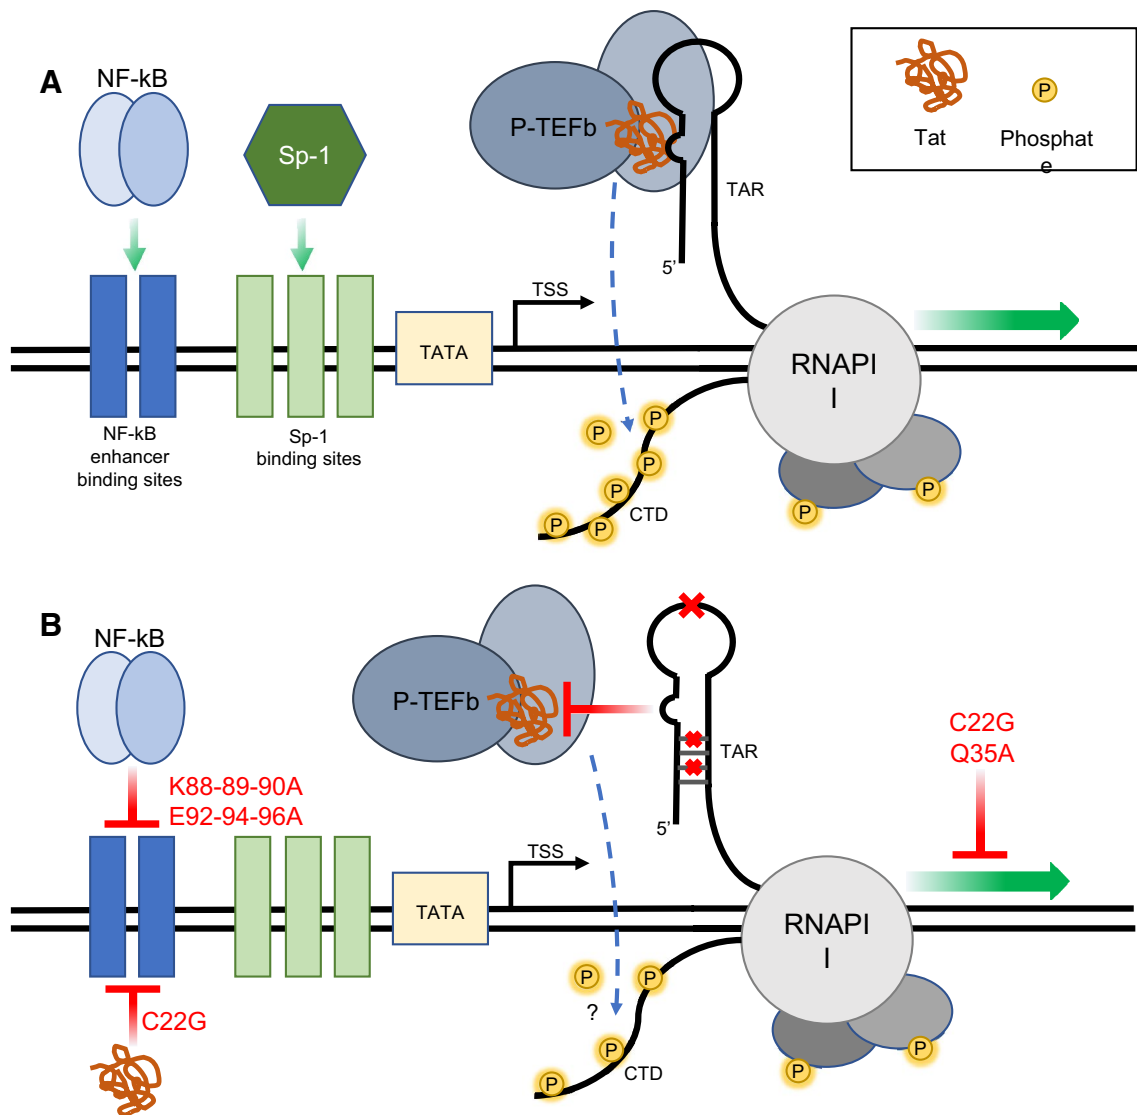 A
NF-kB
Sp-1
P-TEFb
TAR
5'
Tat
P
Phosphat
e
TSS
TATA
RNAPI
I
NF-kB
enhancer
binding sites
Sp-1
binding sites
P
P
P
P
P
P
CTD
P
P
B
NF-kB
P-TEFb
TAR
5'
C22G
Q35A
K88-89-90A
E92-94-96A
TSS
TATA
RNAPI
I
C22G
P
P
?
P
P
CTD
P
P